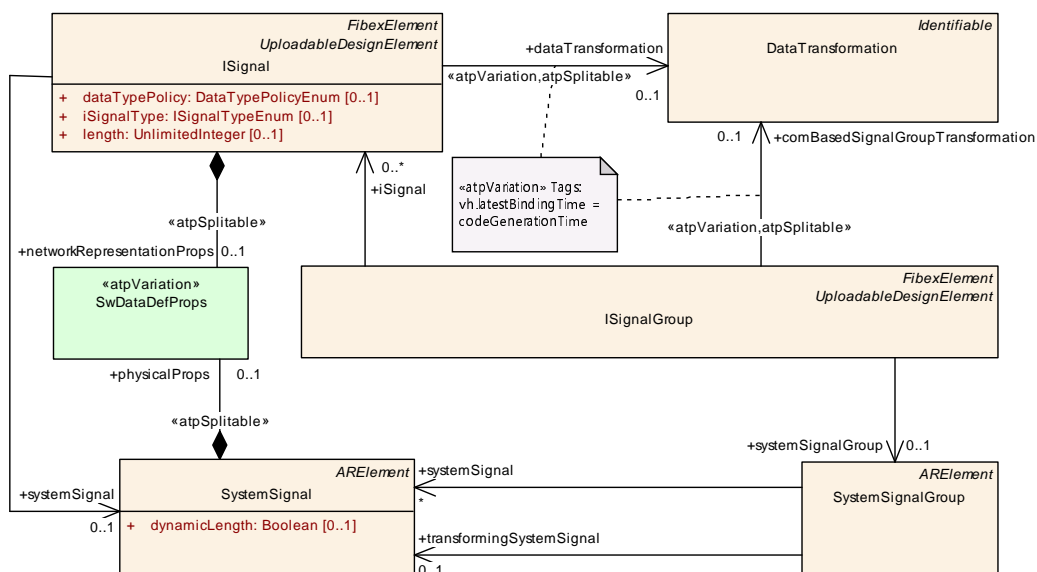 FibexElement
UploadableDesignElement
ISignal
+ dataTypePolicy: DataTypePolicyEnum [0..1]
+ iSignalType: ISignalTypeEnum [0..1]
+ length: UnlimitedInteger [0..1]
+dataTransformation
«atpVariation,atpSplitable»
0..1
Identifiable
DataTransformation
0..1
+comBasedSignalGroupTransformation
0..*
+iSignal
«atpVariation» Tags:
vh.latestBindingTime =
codeGenerationTime
«atpSplitable»
+networkRepresentationProps
0..1
«atpVariation,atpSplitable»
«atpVariation»
SwDataDefProps
FibexElement
UploadableDesignElement
ISignalGroup
+physicalProps
0..1
«atpSplitable»
+systemSignalGroup
0..1
+systemSignal
0..1
ARElement
SystemSignal
+ dynamicLength: Boolean [0..1]
+systemSignal
*
+transformingSystemSignal
0..1
ARElement
SystemSignalGroup